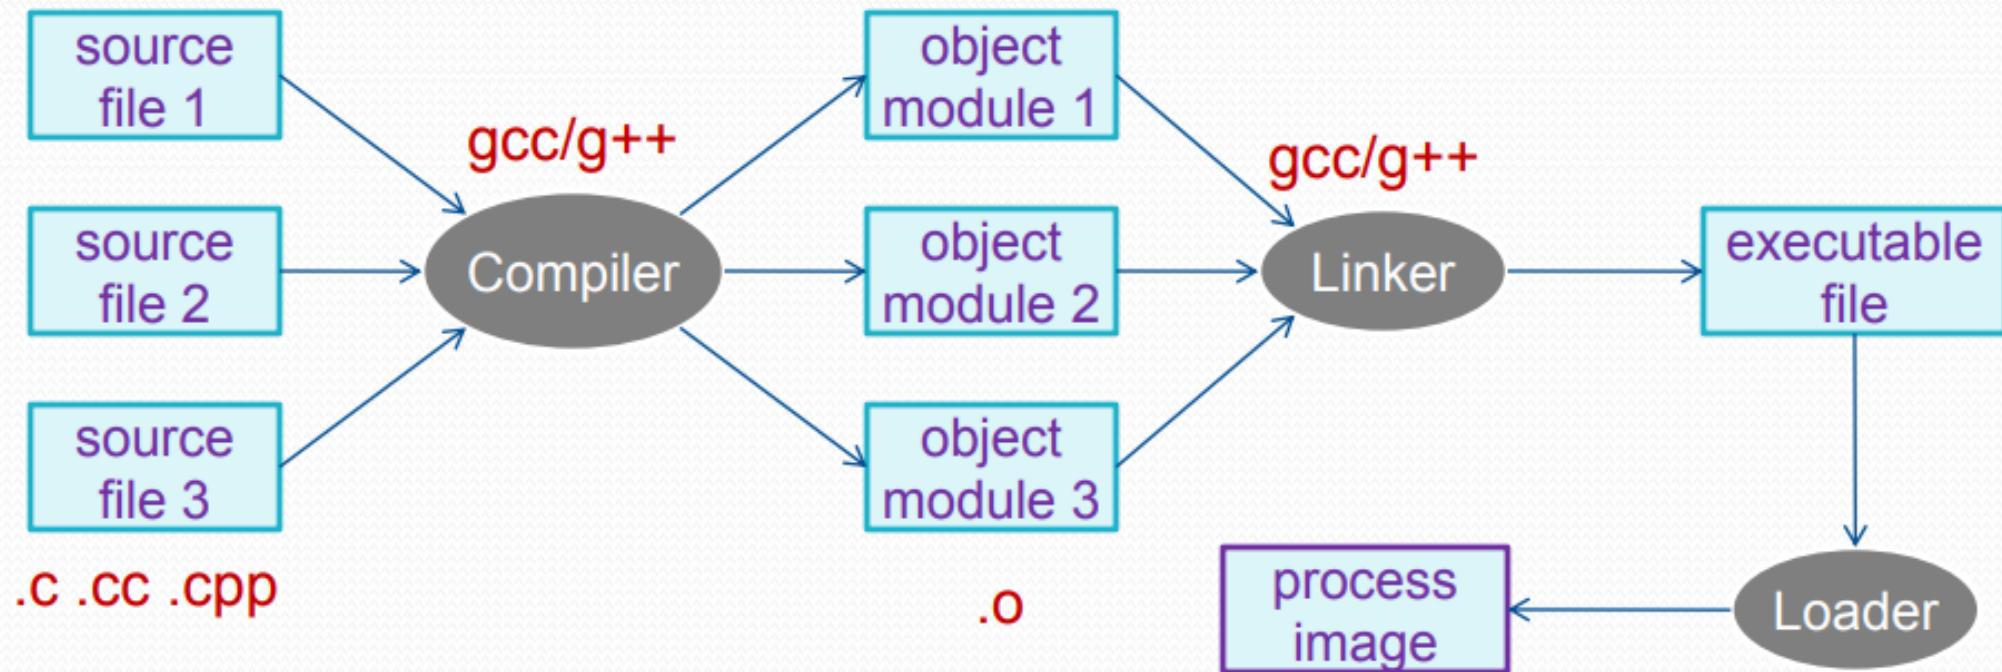 source
file 1
gcc/g++
object
module 1
gcc/g++
source
file 2
Compiler
object
module 2
Linker
executable
file
source
file 3
object
module 3
.c .cc .cpp
.o
process
image
Loader